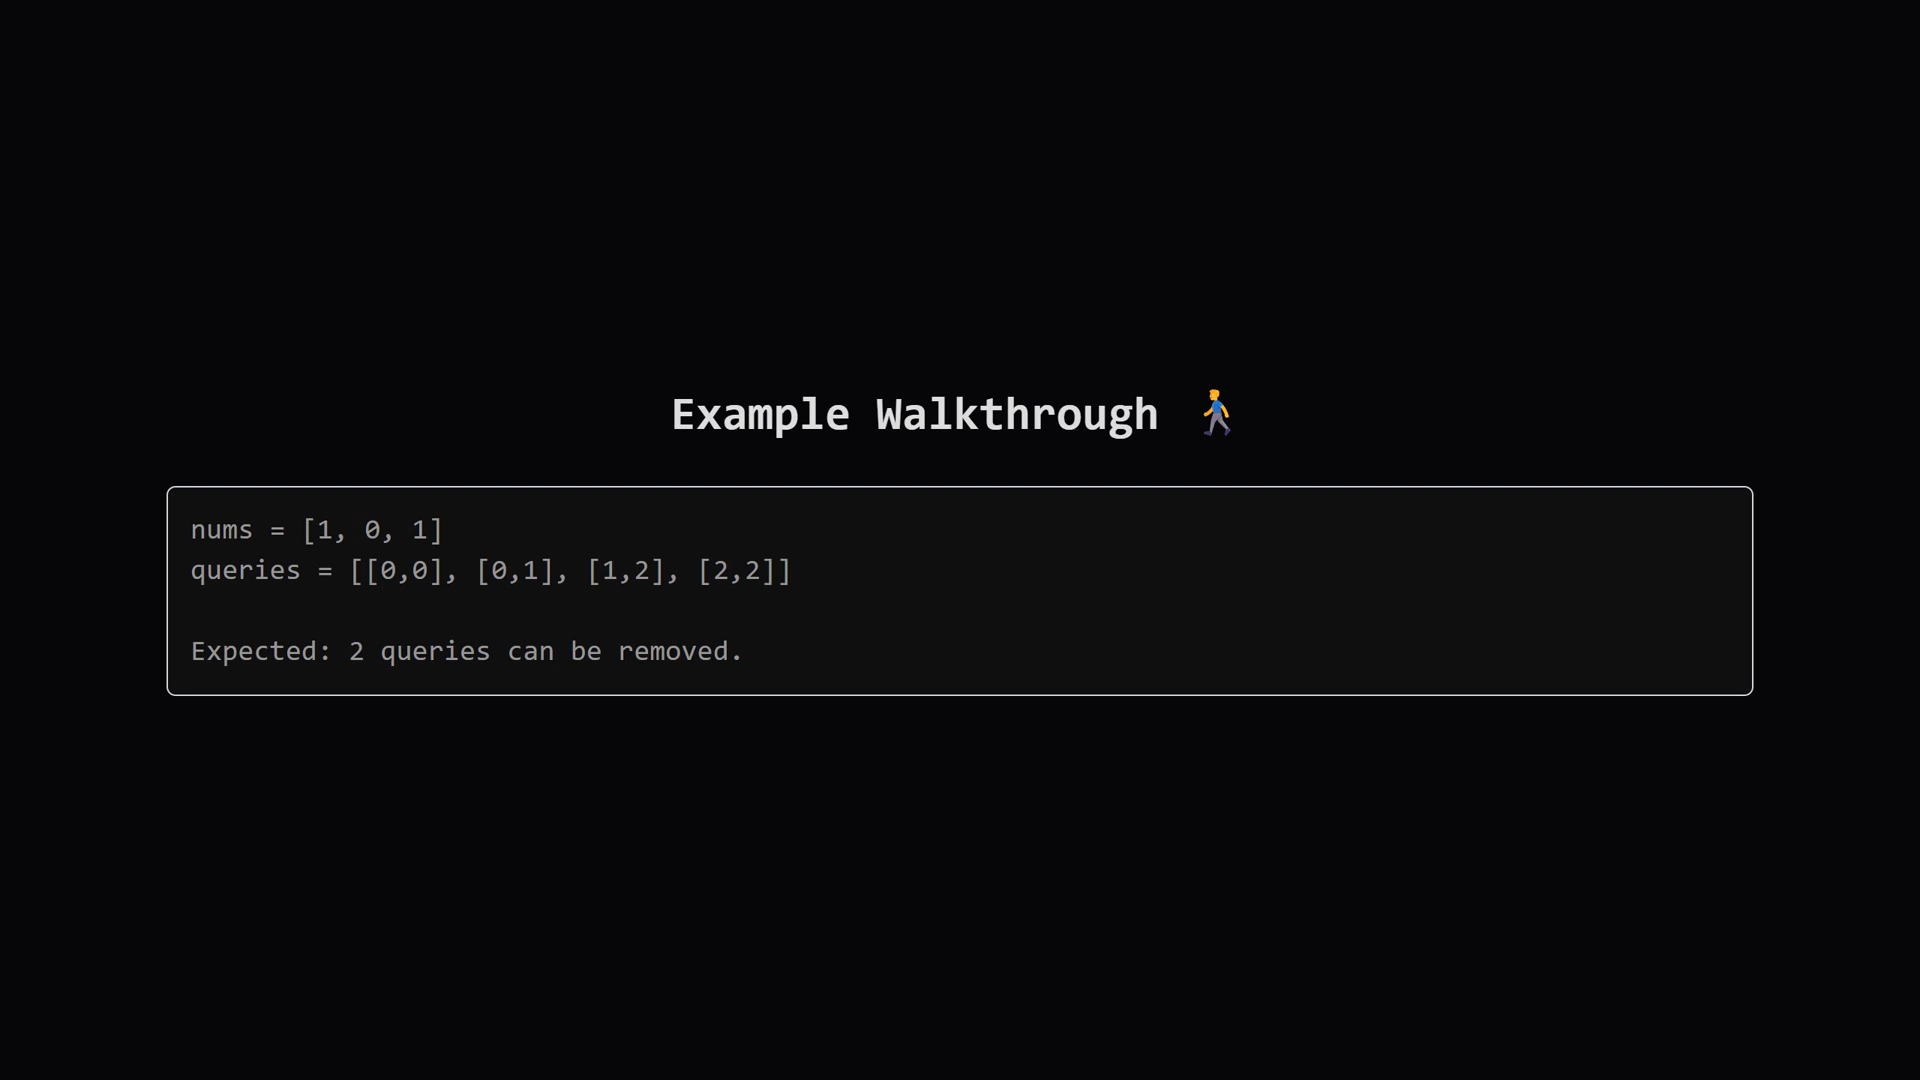 Example Walkthrough
nums = [1, 0, 1]
queries = [[0,0], [0,1], [1,2], [2,2]]
Expected: 2 queries can be removed.